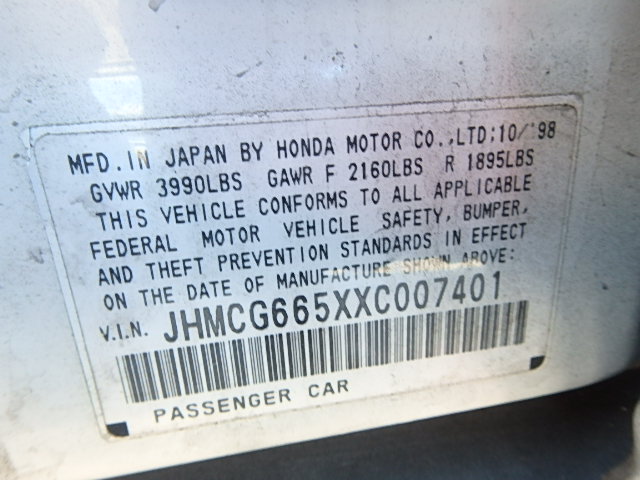 MFD. IN JAPAN BY HONDA MOTOR CO.,LTD:10/'98
GVWR 3990LBS GAWR F 2160LBS R 1895LBS
THIS VEHICLE CONFORMS TO ALL APPLICABLE
FEDERAL MOTOR VEHICLE SAFETY, BUMPER,
AND THEFT PREVENTION STANDARDS IN EFFECT
ON THE DATE OF MANUFACTURE SHOWN ABOVE:
V.I.N. JHMCG665XXC007401
PASSENGER CAR